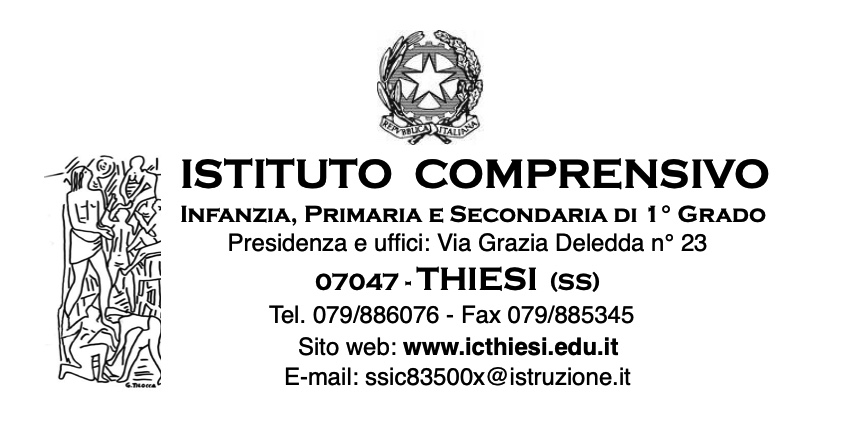 REPVBBLICA ITALIANA
ISTITUTO COMPRENSIVO
INFANZIA, PRIMARIA E SECONDARIA DI 1° GRADO
Presidenza e uffici: Via Grazia Deledda n° 23
07047 - THIESI (SS)
Tel. 079/886076 - Fax 079/885345
Sito web: www.icthiesi.edu.it
E-mail: ssic83500x@istruzione.it